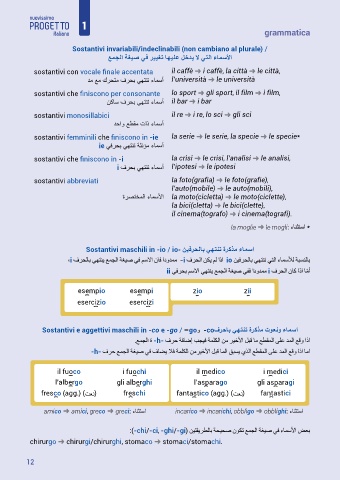 nuovissimo
PROGETTO 1
italiano
grammatica
Sostantivi invariabili/indeclinabili (non cambiano al plurale) /
الأسماء التي لا يدخل عليها تغيير في صيغة الجمع
sostantivi con vocale finale accentata il caffè ➔ i caffè, la città ➔ le città,
أسماء ينتهي بحرف متحرك مع مد l'università ➔ le università
sostantivi che finiscono per consonante lo sport ➔ gli sport, il film ➔ i film,
أسماء ينتهي بحرف ساكن il bar ➔ i bar
sostantivi monosillabici il re ➔ i re, lo sci ➔ gli sci
أسماء ذات مقطع واحد
sostantivi femminili che finiscono in -ie la serie ➔ le serie, la specie ➔ le specie•
أسماء مؤنثة ينتهي بحرفي ie
sostantivi che finiscono in -i la crisi ➔ le crisi, l'analisi ➔ le analisi,
أسماء ينتهي بحرف i l'ipotesi ➔ le ipotesi
sostantivi abbreviati la foto(grafia) ➔ le foto(grafie),
l'auto(mobile) ➔ le auto(mobili),
الأسماء المختصرة la moto(cicletta) ➔ le moto(ciclette),
la bici(cletta) ➔ le bici(clette),
il cinema(tografo) ➔ i cinema(tografi).
• استثناء: la moglie ➔ le mogli
Sostantivi maschili in -io / io- اسماء مذكرة تنتهي بالحرفين
بالنسبة للأسماء التي تنتهي بالحرفين io اذا لم يكن الحرف i- ممدودا فان الاسم في صيغة الجمع ينتهي بحرف i-
أما اذا كان الحرف i ممدودا ففي صيغة الجمع ينتهي الاسم بحرفي ii
esempio esempi zio zii
esercizio esercizi
Sostantivi e aggettivi maschili in -co e -go / =go و -co اسماء ونعوت مذكرة تنتهي بحرف
اذا وقع المد على المقطع ما قبل الأخير من الكلمة فيجب إضافة حرف -h- في الجمع.
اما اذا وقع المد على المقطع الذي يسبق ما قبل الأخير من الكلمة فلا يضاف في صيغة الجمع حرف -h-
il fuoco i fuochi il medico i medici
l'albergo gli alberghi l'asparago gli asparagi
fresco (agg.) (نعت) freschi fantastico (agg.) (نعت) fantastici
استثناء: amico ➔ amici, greco ➔ greci; استثناء: incarico ➔ incarichi, obbligo ➔ obblighi
بعض الأسماء في صيغة الجمع تكون صحيحة بالطريقتين (-chi/-ci, -ghi/-gi):
chirurgo ➔ chirurgi/chirurghi, stomaco ➔ stomaci/stomachi.
12